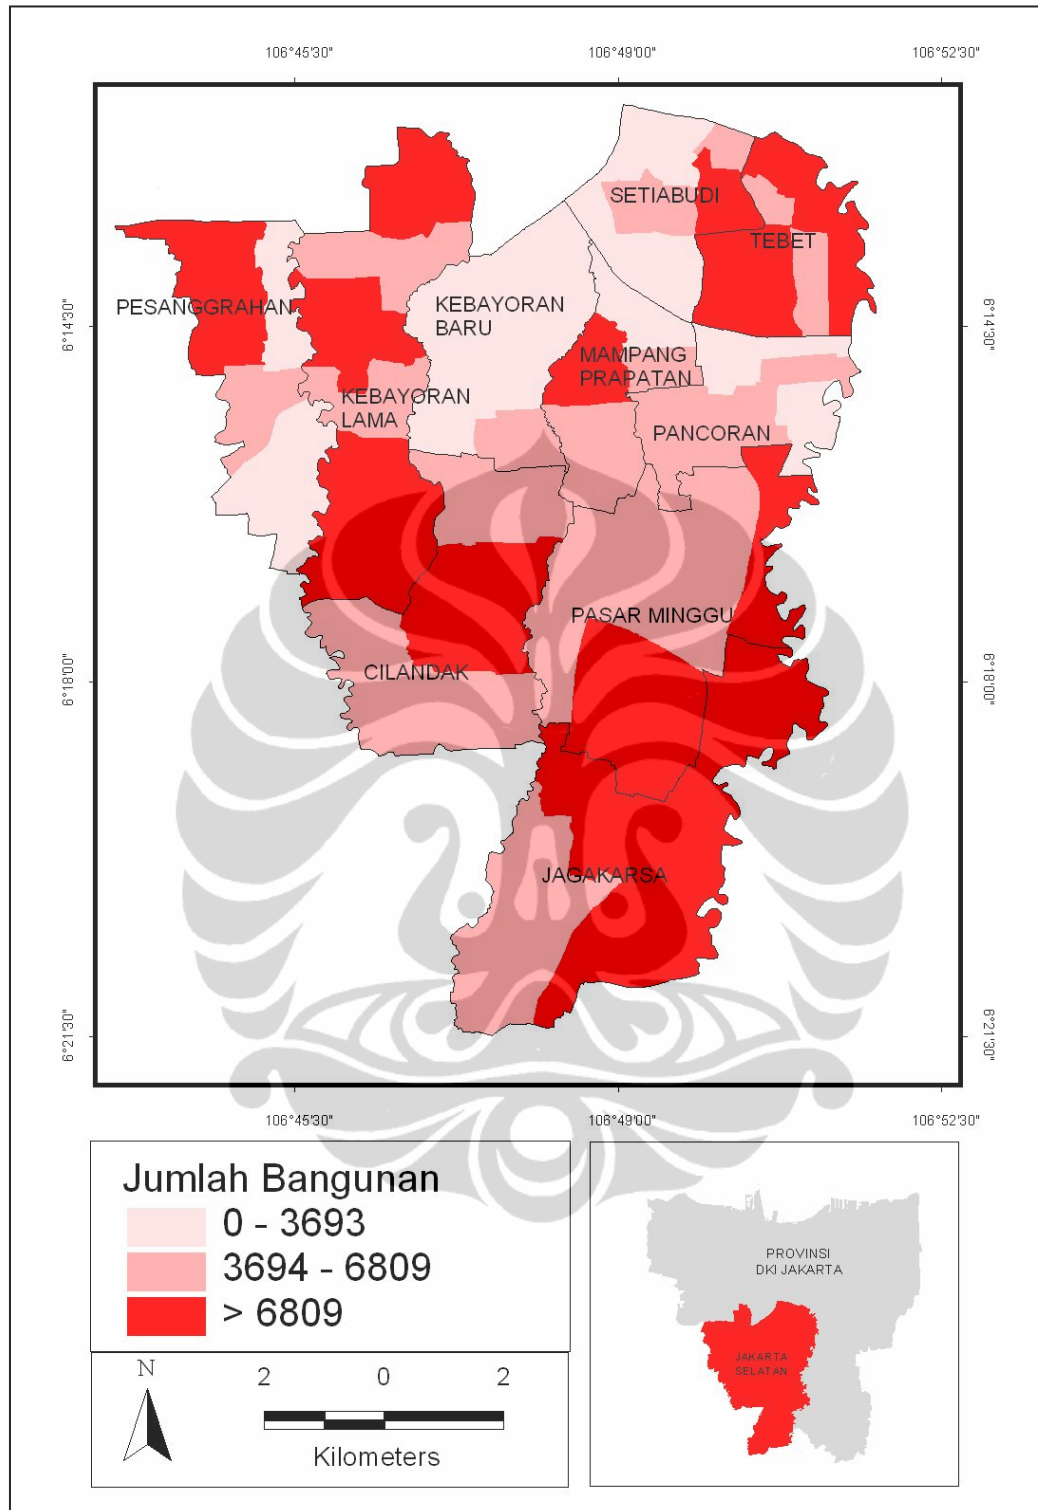 106°45'30"
106°49'00"
106°52'30"
6°14'30"
6°14'30"
SETIABUDI
TEBET
PESANGGRAHAN
KEBAYORAN
BARU
MAMPANG
PRAPATAN
KEBAYORAN
LAMA
PANCORAN
PASAR MINGGU
CILANDAK
6°18'00"
6°18'00"
JAGAKARSA
6°21'30"
6°21'30"
106°45'30"
106°49'00"
106°52'30"
Jumlah Bangunan
0 - 3693
3694 - 6809
> 6809
N
2 0 2
Kilometers
PROVINSI
DKI JAKARTA
JAKARTA
SELATAN